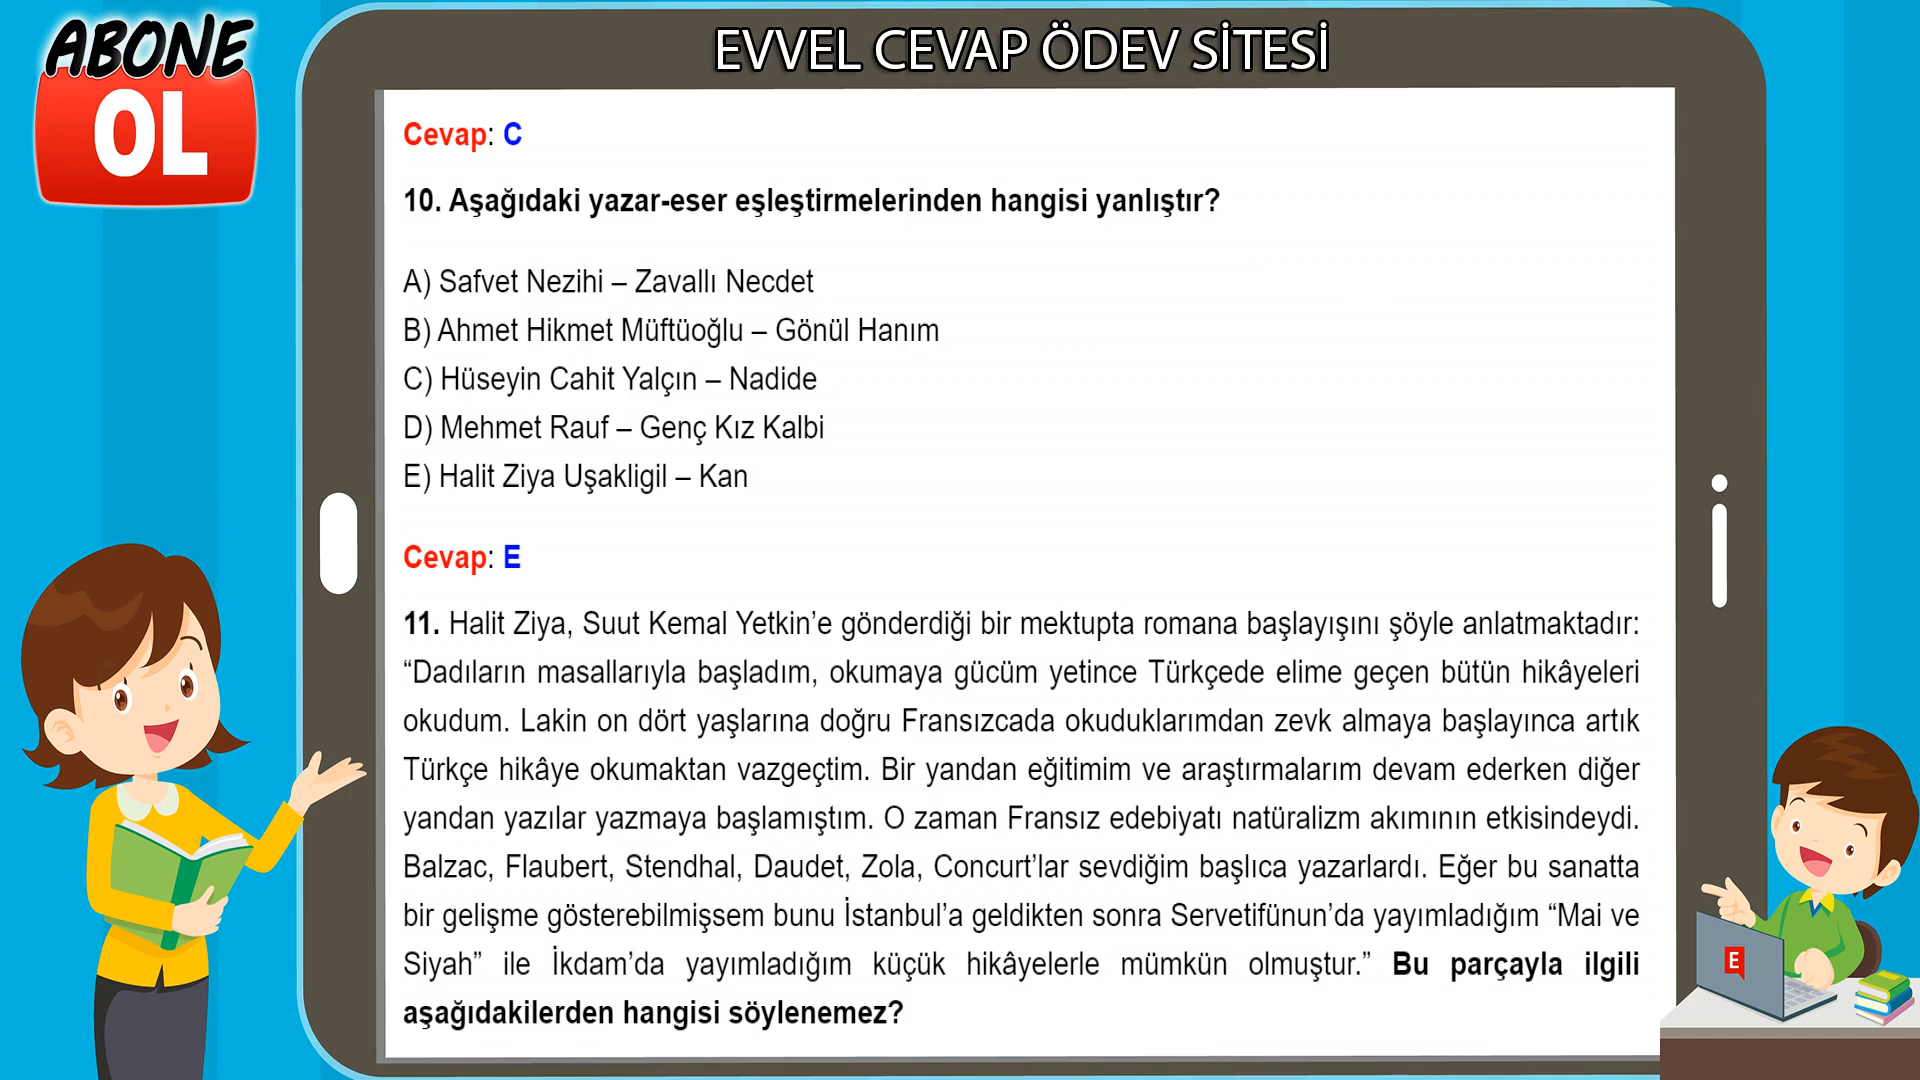 ABONE
OL
EVVEL CEVAP ÖDEV SİTESİ
Cevap: C
10. Aşağıdaki yazar-eser eşleştirmelerinden hangisi yanlıştır?
A) Safvet Nezihi – Zavallı Necdet
B) Ahmet Hikmet Müftüoğlu – Gönül Hanım
C) Hüseyin Cahit Yalçın – Nadide
D) Mehmet Rauf – Genç Kız Kalbi
E) Halit Ziya Uşakligil – Kan
Cevap: E
11. Halit Ziya, Suut Kemal Yetkin’e gönderdiği bir mektupta romana başlayışını şöyle anlatmaktadır:
“Dadıların masallarıyla başladım, okumaya gücüm yetince Türkçede elime geçen bütün hikâyeleri
okudum. Lakin on dört yaşlarına doğru Fransızcada okuduklarımdan zevk almaya başlayınca artık
Türkçe hikâye okumaktan vazgeçtim. Bir yandan eğitimim ve araştırmalarım devam ederken diğer
yandan yazılar yazmaya başlamıştım. O zaman Fransız edebiyatı natüralizm akımının etkisindeydi.
Balzac, Flaubert, Stendhal, Daudet, Zola, Concurt’lar sevdiğim başlıca yazarlardı. Eğer bu sanatta
bir gelişme gösterebilmişsem bunu İstanbul’a geldikten sonra Servetifünun’da yayımladığım “Mai ve
Siyah” ile İkdam’da yayımladığım küçük hikâyelerle mümkün olmuştur.” Bu parçayla ilgili
aşağıdakilerden hangisi söylenemez?
E